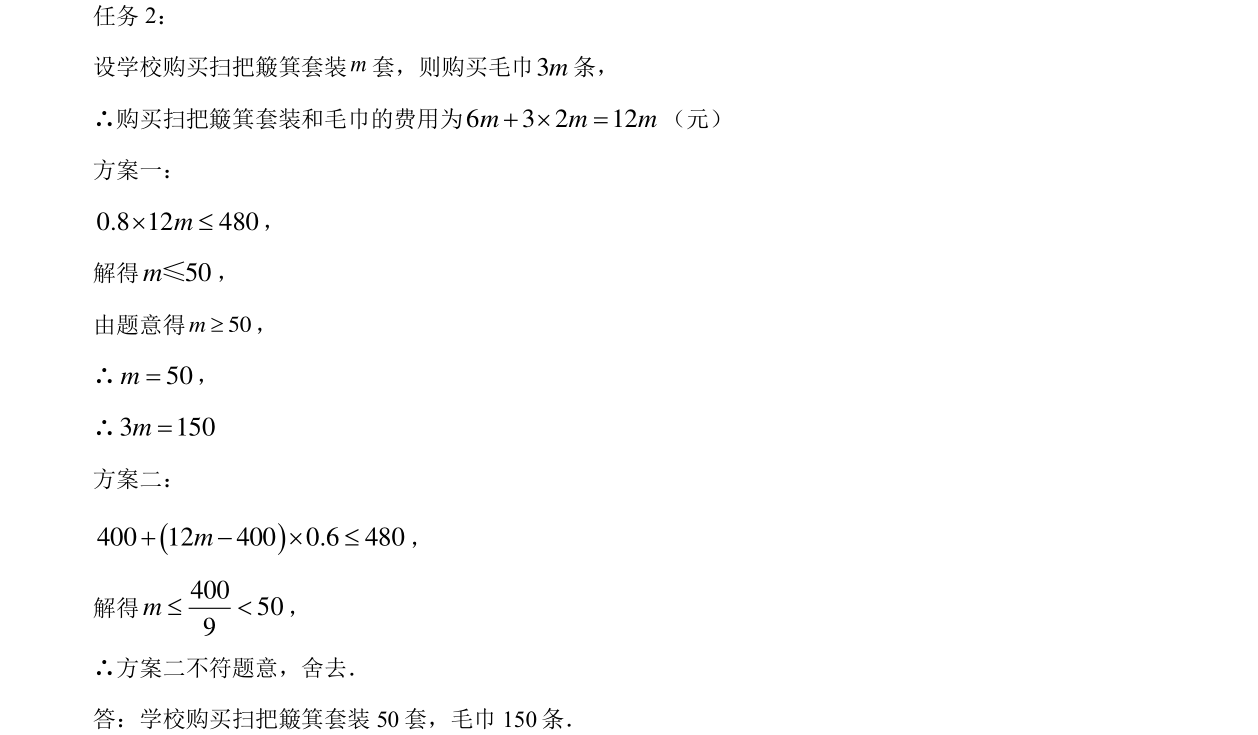 任务 2：
设学校购买扫把簸箕套装 m 套，则购买毛巾 3m 条，
∴购买扫把簸箕套装和毛巾的费用为 6m + 3 × 2m = 12m （元）
方案一：
0.8×12m ≤ 480，
解得 m≤50，
由题意得 m ≥ 50，
∴ m = 50，
∴ 3m = 150
方案二：
400 + (12m − 400) × 0.6 ≤ 480，
解得 m ≤ 400/9 < 50，
∴方案二不符题意，舍去．
答：学校购买扫把簸箕套装 50 套，毛巾 150 条．